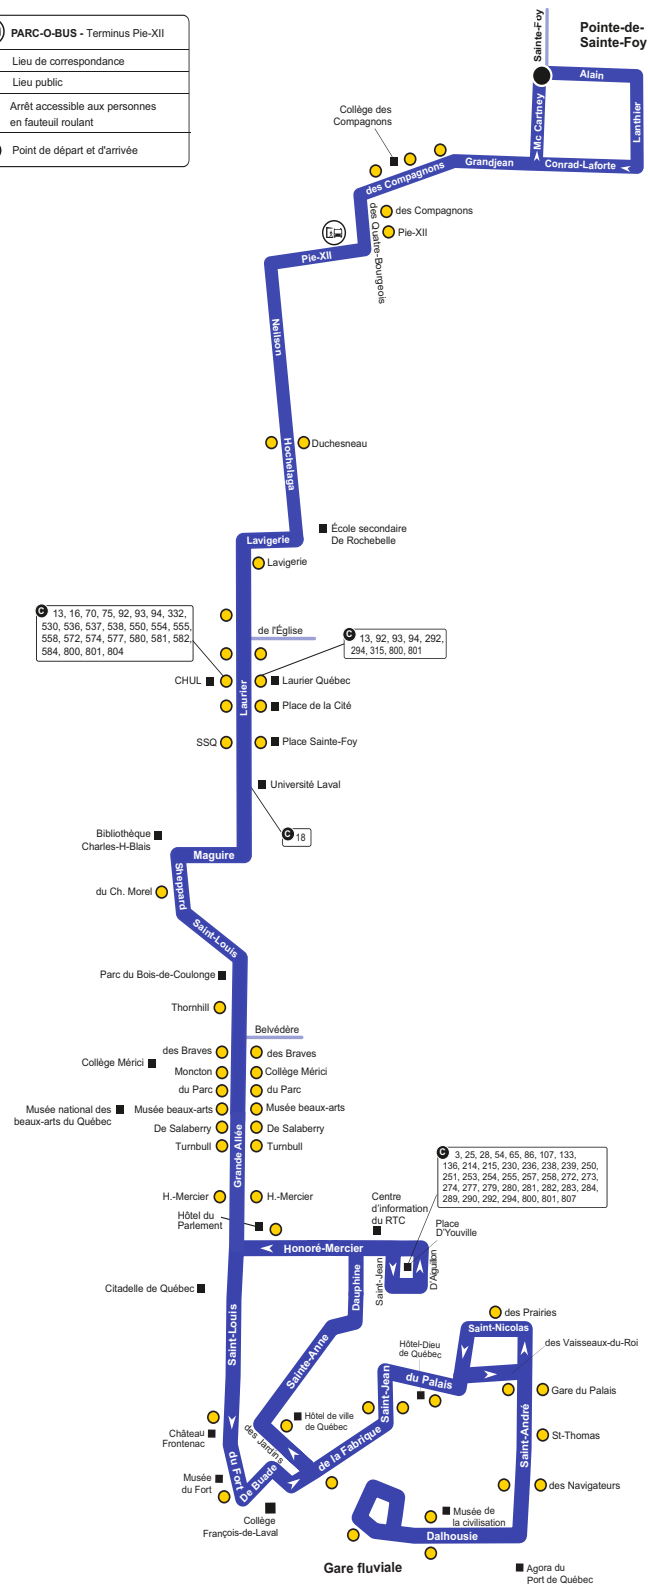 PARC-O-BUS - Terminus Pie-XII
Lieu de correspondance
Lieu public
Arrêt accessible aux personnes
en fauteuil roulant
Point de départ et d'arrivée
Sainte-Foy
Pointe-de-
Sainte-Foy
Alain
Lanthier
Mc Cartney
Conrad-Laforte
Grandjean
Collège des
Compagnons
des Compagnons
des Compagnons
Pie-XII
des Quatre-Bourgeois
Pie-XII
Neilson
Hochelaga
Duchesneau
École secondaire
De Rochebelle
Lavigerie
Lavigerie
C 13, 16, 70, 75, 92, 93, 94, 332,
530, 536, 537, 538, 550, 554, 555,
558, 572, 574, 577, 580, 581, 582,
584, 800, 801, 804
de l'Église
C 13, 92, 93, 94, 292,
294, 315, 800, 801
CHUL
Laurier Québec
Laurier
Place de la Cité
SSQ
Place Sainte-Foy
Université Laval
C 18
Bibliothèque
Charles-H-Blais
Maguire
Sheppard
du Ch. Morel
Saint-Louis
Parc du Bois-de-Coulonge
Thornhill
Belvédère
des Braves
des Braves
Collège Mérici
Moncton
Collège Mérici
du Parc
du Parc
Musée national des
beaux-arts du Québec
Musée beaux-arts
Musée beaux-arts
De Salaberry
De Salaberry
Turnbull
Turnbull
Grande Allée
C 3, 25, 28, 54, 65, 86, 107, 133,
136, 214, 215, 230, 236, 238, 239, 250,
251, 253, 254, 255, 257, 258, 272, 273,
274, 277, 279, 280, 281, 282, 283, 284,
289, 290, 292, 294, 800, 801, 807
H.-Mercier
H.-Mercier
Hôtel du
Parlement
Centre
d'information
du RTC
Place
D'Youville
Honoré-Mercier
Saint-Jean
D'Aiguillon
Dauphine
Citadelle de Québec
Saint-Louis
Sainte-Anne
des Prairies
Saint-Nicolas
des Vaisseaux-du-Roi
Hôtel-Dieu
de Québec
du Palais
Saint-Jean
Gare du Palais
Saint-André
St-Thomas
Hôtel de ville
de Québec
des Jardins
de la Fabrique
Château
Frontenac
du Fort
De Buade
Musée
du Fort
des Navigateurs
Collège
François-de-Laval
Musée de
la civilisation
Dalhousie
Gare fluviale
Agora du
Port de Québec